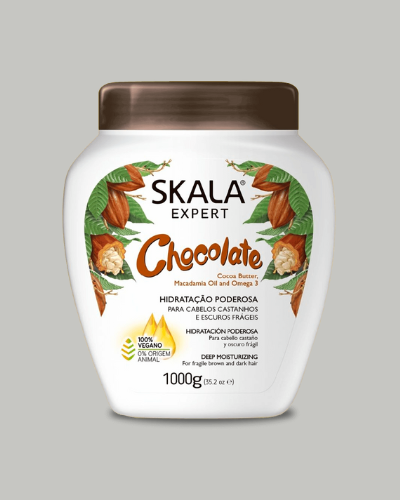 SKALA®
EXPERT
Chocolate
Cocoa Butter,
Macadamia Oil and Omega 3
HIDRATAÇÃO PODEROSA
PARA CABELOS CASTANHOS
E ESCUROS FRÁGEIS
100%
VEGANO
0% ORIGEM
ANIMAL
HIDRATACIÓN PODEROSA
Para cabello castaño
y oscuro frágil
DEEP MOISTURIZING
For fragile brown and dark hair
1000g (35.2 oz ℮)